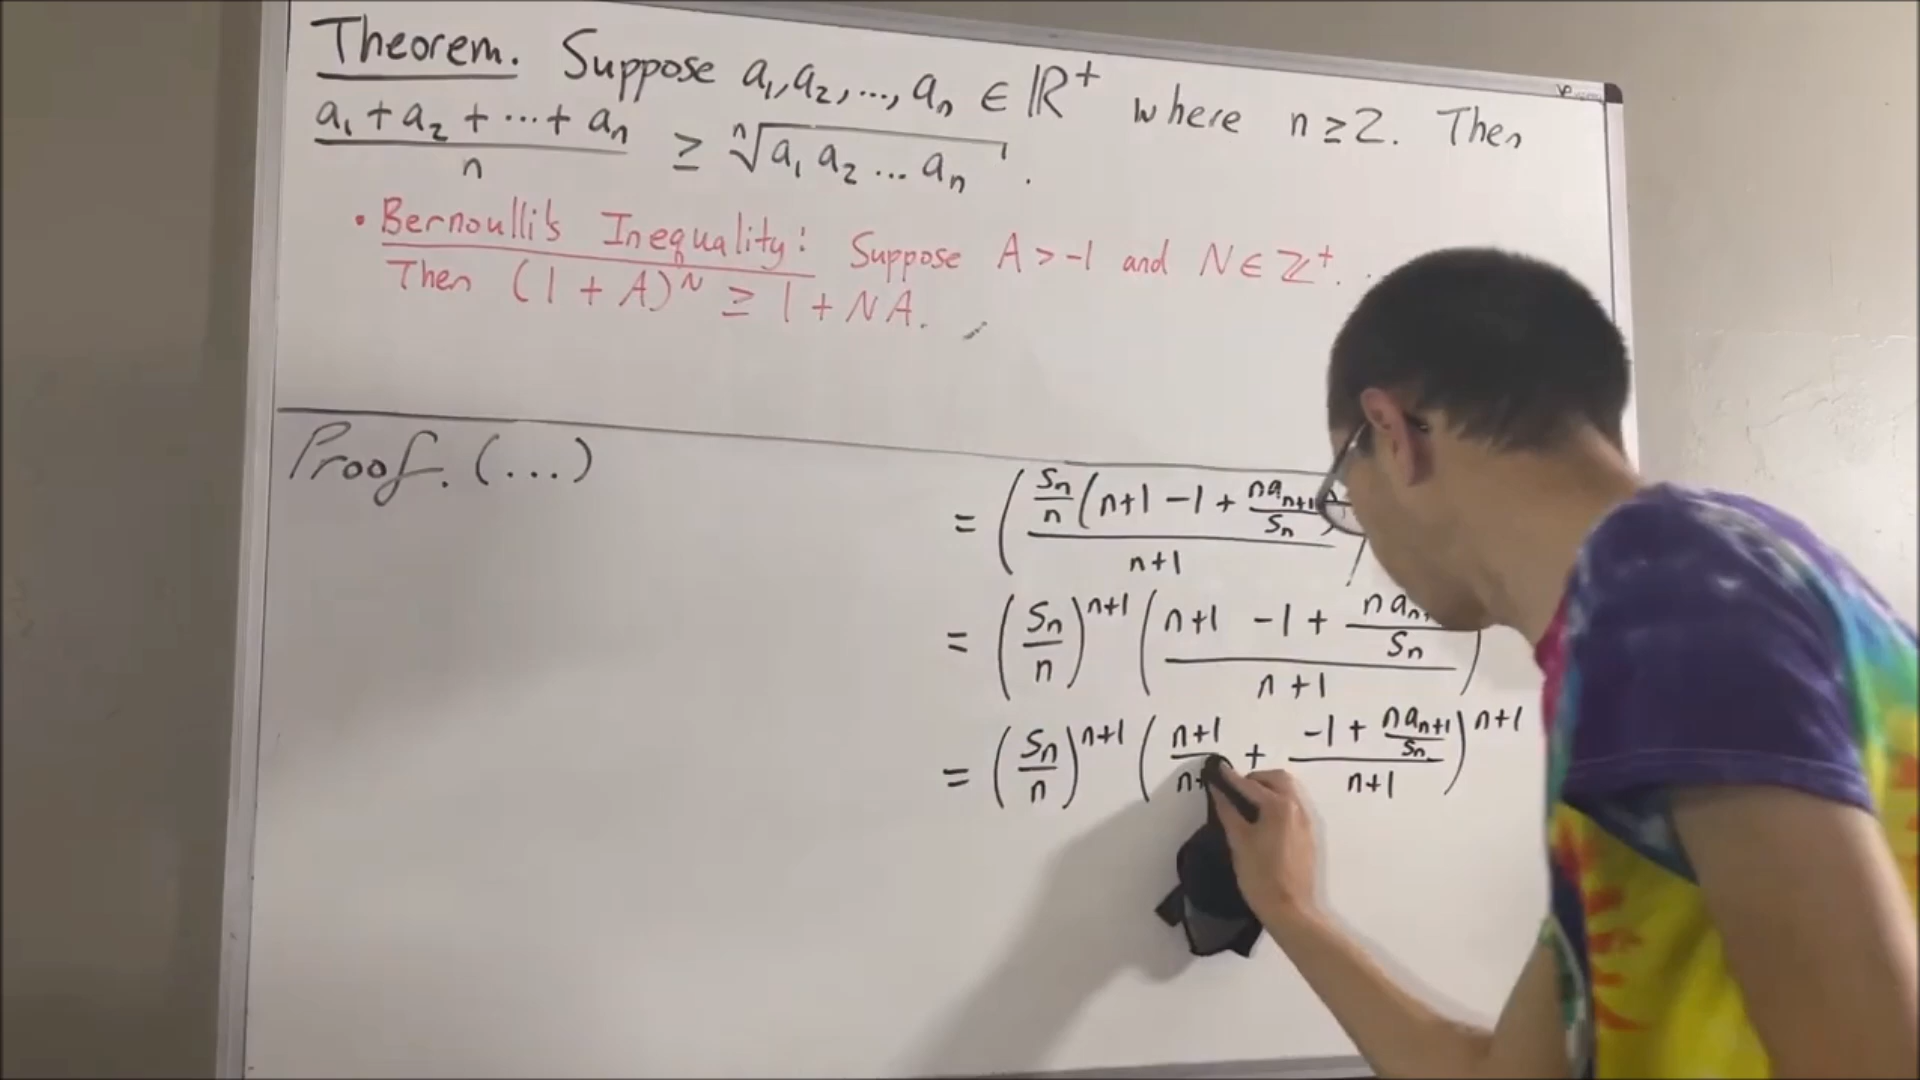 Theorem. Suppose a₁, a₂, ..., aₙ ∈ ℝ⁺ where n ≥ 2. Then
(a₁ + a₂ + ··· + aₙ)/n ≥ ⁿ√(a₁ a₂ ... aₙ).
• Bernoulli's Inequality: Suppose A > -1 and N ∈ ℤ⁺.
Then (1 + A)ᴺ ≥ 1 + NA.
Proof. (...)
= ( (Sₙ/n (n+1 - 1 + naₙ₊₁/Sₙ))/(n+1) )
= (Sₙ/n)ⁿ⁺¹ ( (n+1 - 1 + naₙ/Sₙ)/(n+1) )
= (Sₙ/n)ⁿ⁺¹ ( (n+1)/(n+ + (-1 + naₙ₊₁/Sₙ)/(n+1) )ⁿ⁺¹